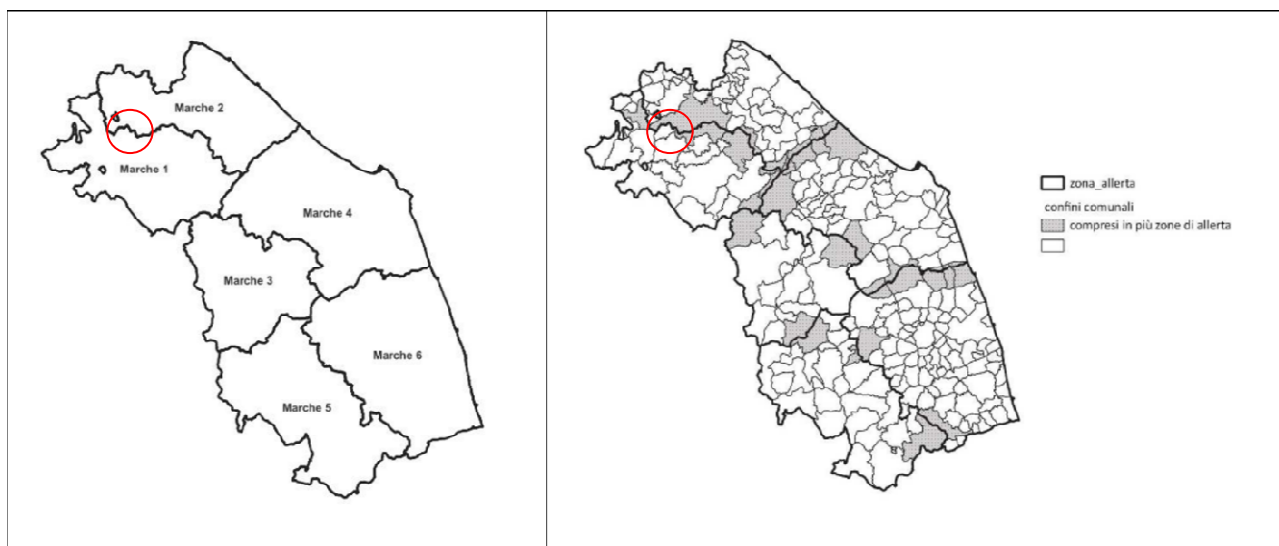 Marche 2
Marche 1
Marche 4
Marche 3
Marche 6
Marche 5
zona_allerta
confini comunali
compresi in più zone di allerta